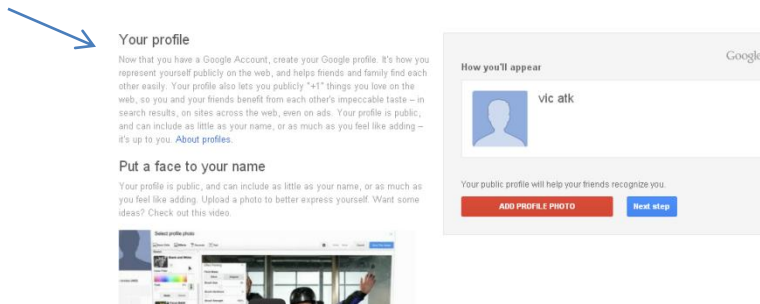 Your profile
Now that you have a Google Account, create your Google profile. It's how you
represent yourself publicly on the web, and helps friends and family find each
other easily. Your profile also lets you publicly "+1" things you love on the
web, so you and your friends benefit from each other's impeccable taste – in
search results, on sites across the web, even on ads. Your profile is public,
and can include as little as your name, or as much as you feel like adding –
it's up to you. About profiles.
Put a face to your name
Your profile is public, and can include as little as your name, or as much as
you feel like adding. Upload a photo to better express yourself. Want some
ideas? Check out this video.
Select profile photo
Google
How you'll appear
vic atk
Your public profile will help your friends recognize you.
ADD PROFILE PHOTO
Next step